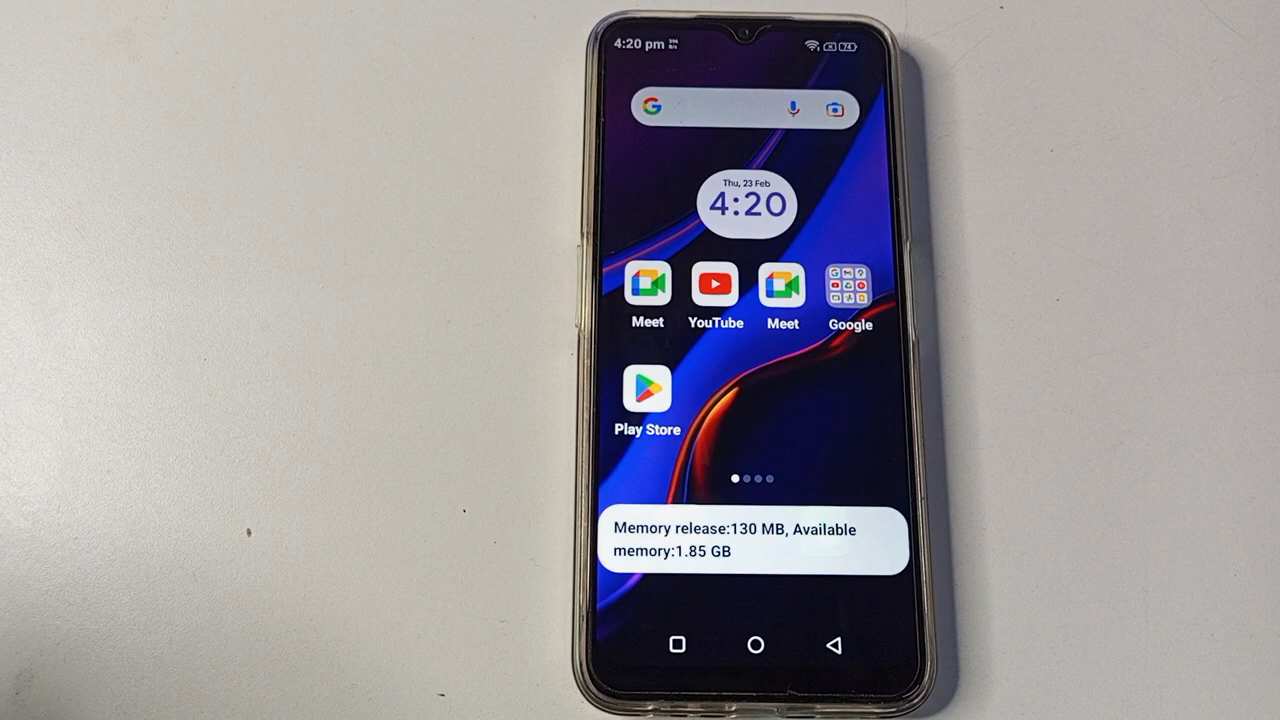 4:20 pm
74
Thu, 23 Feb
4:20
Meet YouTube Meet Google
Play Store
Memory release:130 MB, Available
memory:1.85 GB